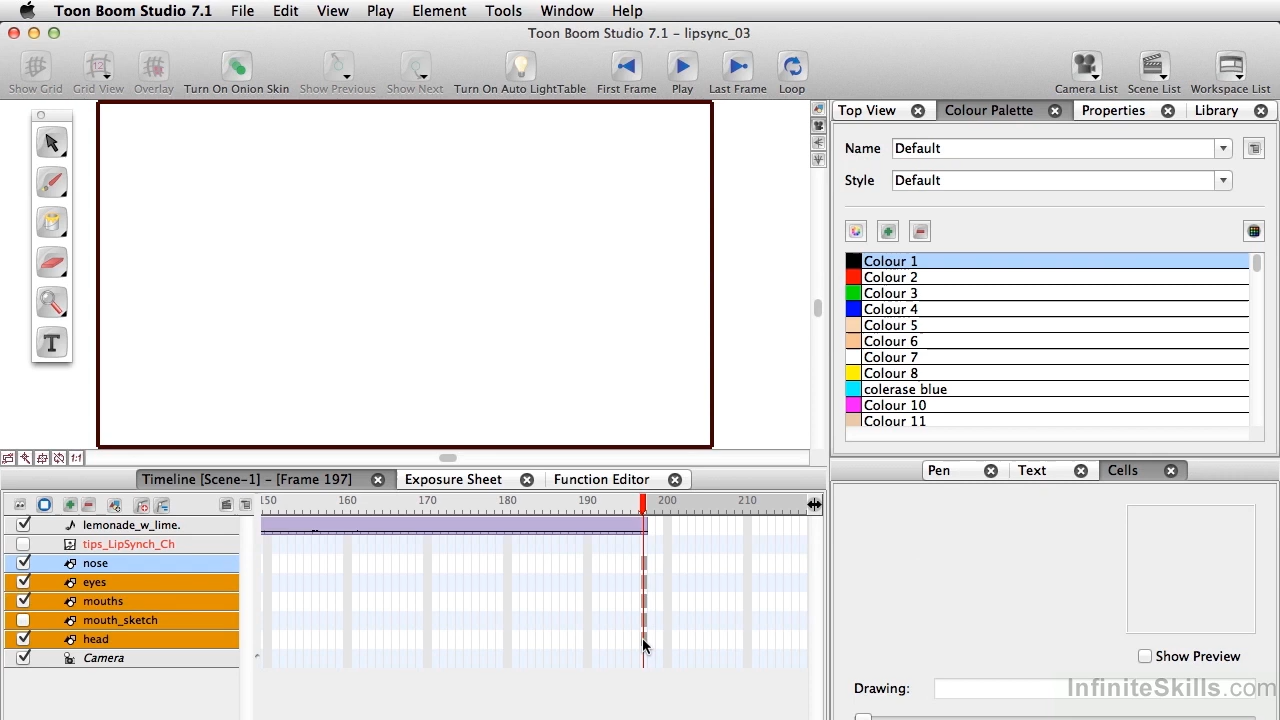 Toon Boom Studio 7.1 File Edit View Play Element Tools Window Help
Toon Boom Studio 7.1 - lipsync_03
Show Grid Grid View Overlay Turn On Onion Skin Show Previous Show Next Turn On Auto LightTable First Frame Play Last Frame Loop Camera List Scene List Workspace List
Top View Colour Palette Properties Library
Name Default
Style Default
Colour 1
Colour 2
Colour 3
Colour 4
Colour 5
Colour 6
Colour 7
Colour 8
colerase blue
Colour 10
Colour 11
1:1
Timeline [Scene-1] - [Frame 197] Exposure Sheet Function Editor
150 160 170 180 190 200 210
lemonade_w_lime.
tips_LipSynch_Ch
nose
eyes
mouths
mouth_sketch
head
Camera
Pen Text Cells
Show Preview
Drawing:
InfiniteSkills.com